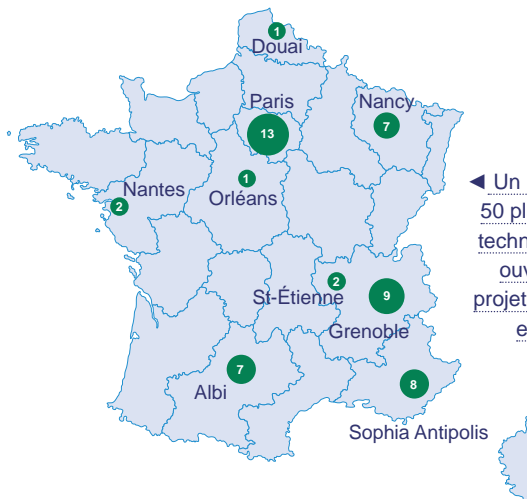 1
Douai
Paris
13
Nancy
7
1
Orléans
Nantes
2
◄ Un
50 pl
techn
ouv
projet
e
2
St-Étienne
9
Grenoble
7
Albi
8
Sophia Antipolis